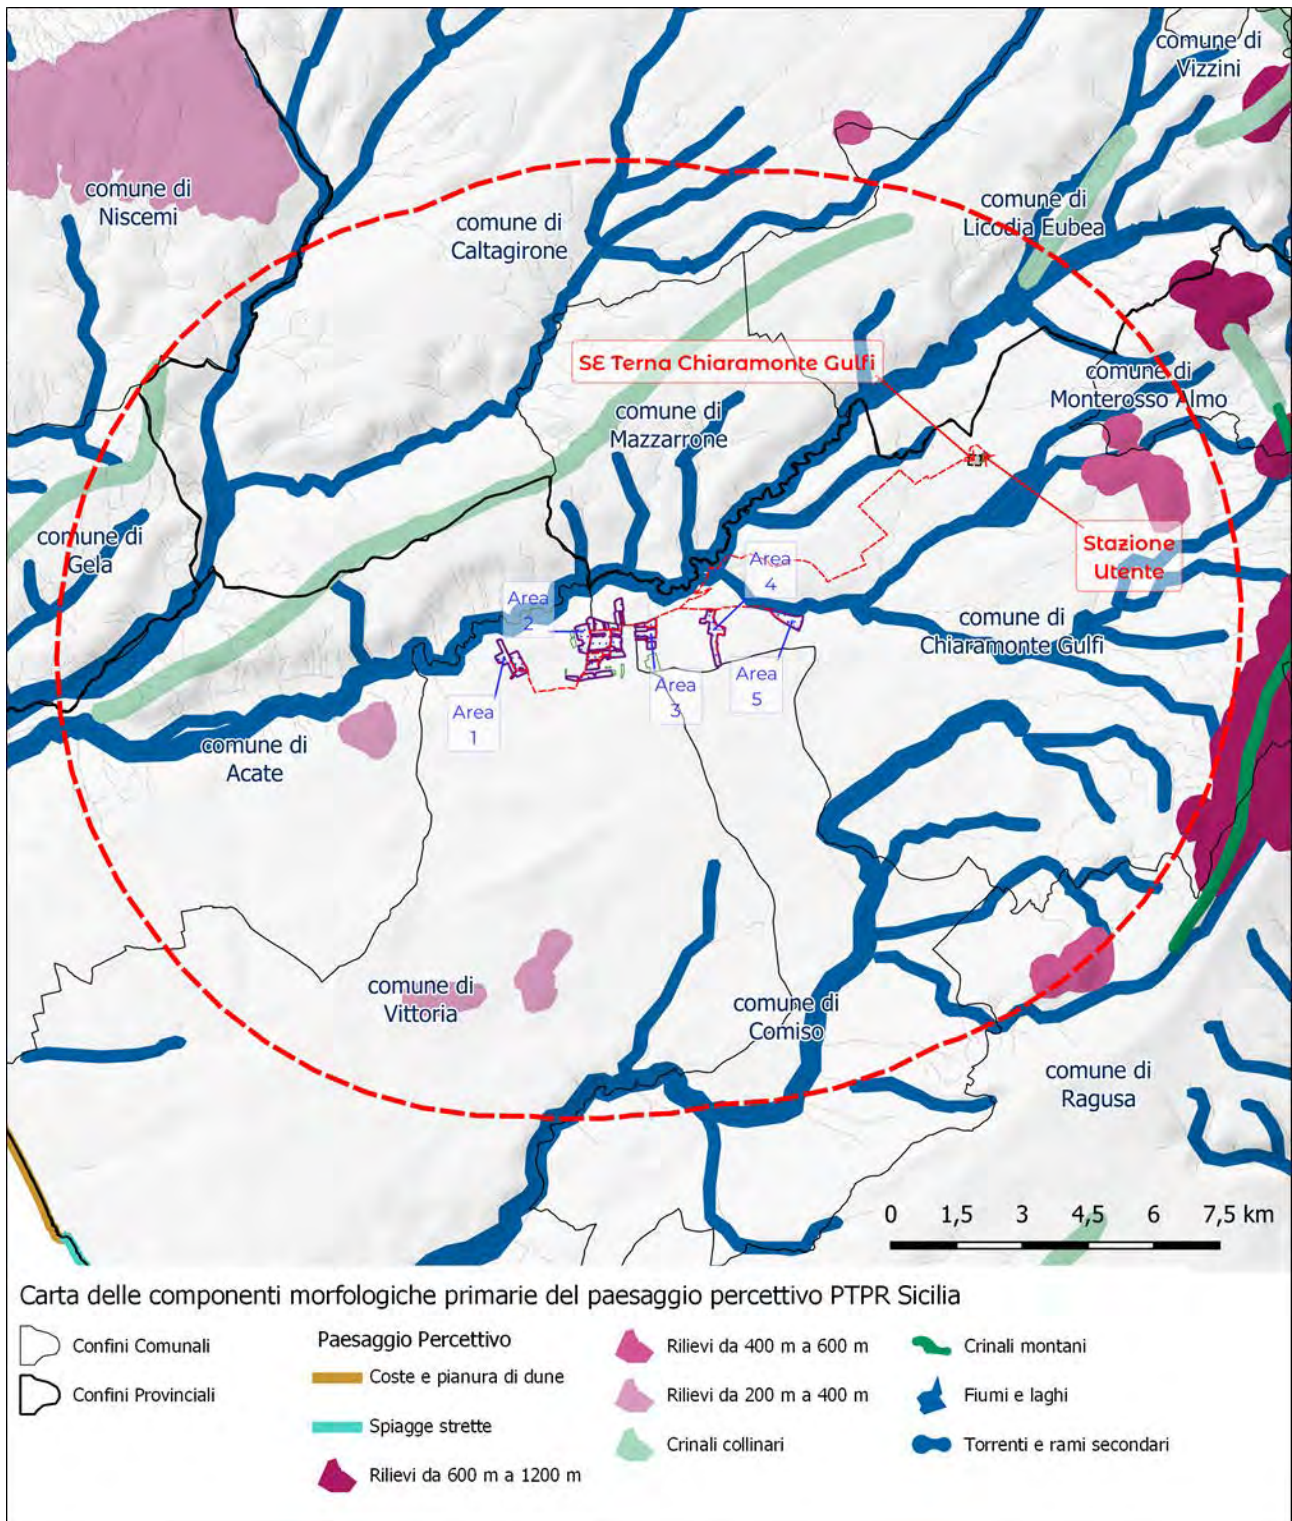 comune di
Vizzini
comune di
Niscemi
comune di
Caltagirone
comune di
Licodia Eubea
SE Terna Chiaramonte Gulfi
comune di
Monterosso Almo
comune di
Mazzarrone
comune di
Gela
Stazione
Utente
Area
4
Area
2
comune di
Chiaramonte Gulfi
Area
3
Area
5
Area
1
comune di
Acate
comune di
Vittoria
comune di
Comiso
comune di
Ragusa
0 1,5 3 4,5 6 7,5 km
Carta delle componenti morfologiche primarie del paesaggio percettivo PTPR Sicilia
Confini Comunali
Confini Provinciali
Paesaggio Percettivo
Coste e pianura di dune
Spiagge strette
Rilievi da 600 m a 1200 m
Rilievi da 400 m a 600 m
Rilievi da 200 m a 400 m
Crinali collinari
Crinali montani
Fiumi e laghi
Torrenti e rami secondari